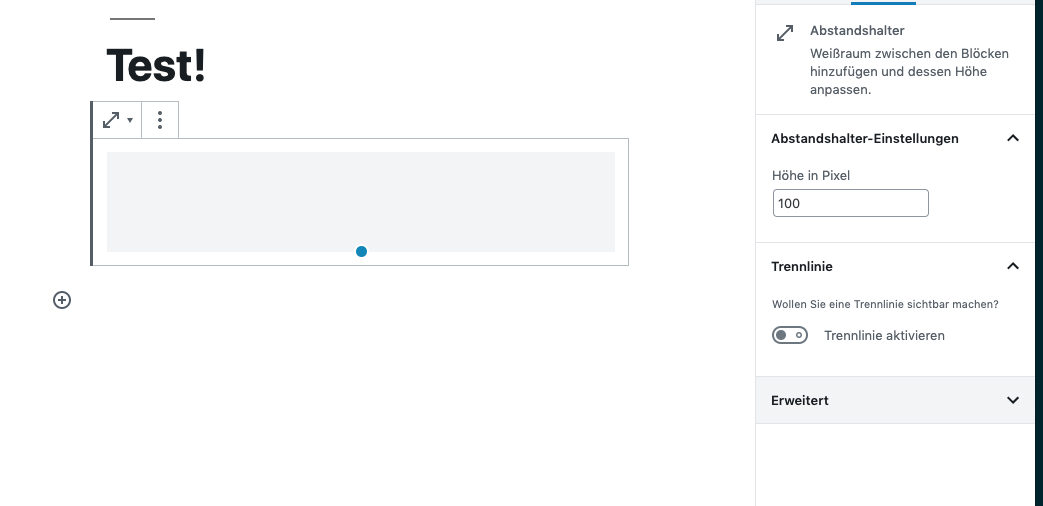 Test!
Abstandshalter
Weißraum zwischen den Blöcken
hinzufügen und dessen Höhe
anpassen.
Abstandshalter-Einstellungen
Höhe in Pixel
100
Trennlinie
Wollen Sie eine Trennlinie sichtbar machen?
Trennlinie aktivieren
Erweitert